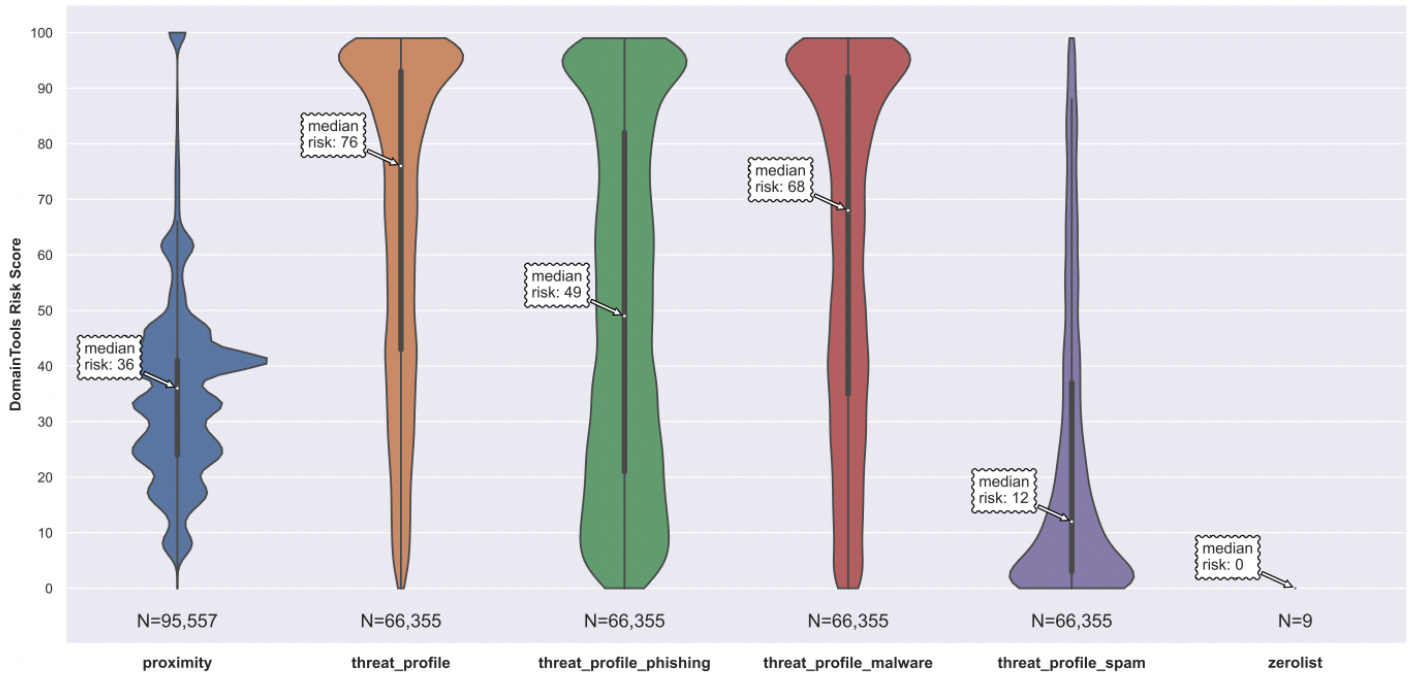 DomainTools Risk Score
100
90
80
70
60
50
40
30
20
10
0
median
risk: 36
median
risk: 76
median
risk: 49
median
risk: 68
median
risk: 12
median
risk: 0
N=95,557
N=66,355
N=66,355
N=66,355
N=66,355
N=9
proximity
threat_profile
threat_profile_phishing
threat_profile_malware
threat_profile_spam
zerolist